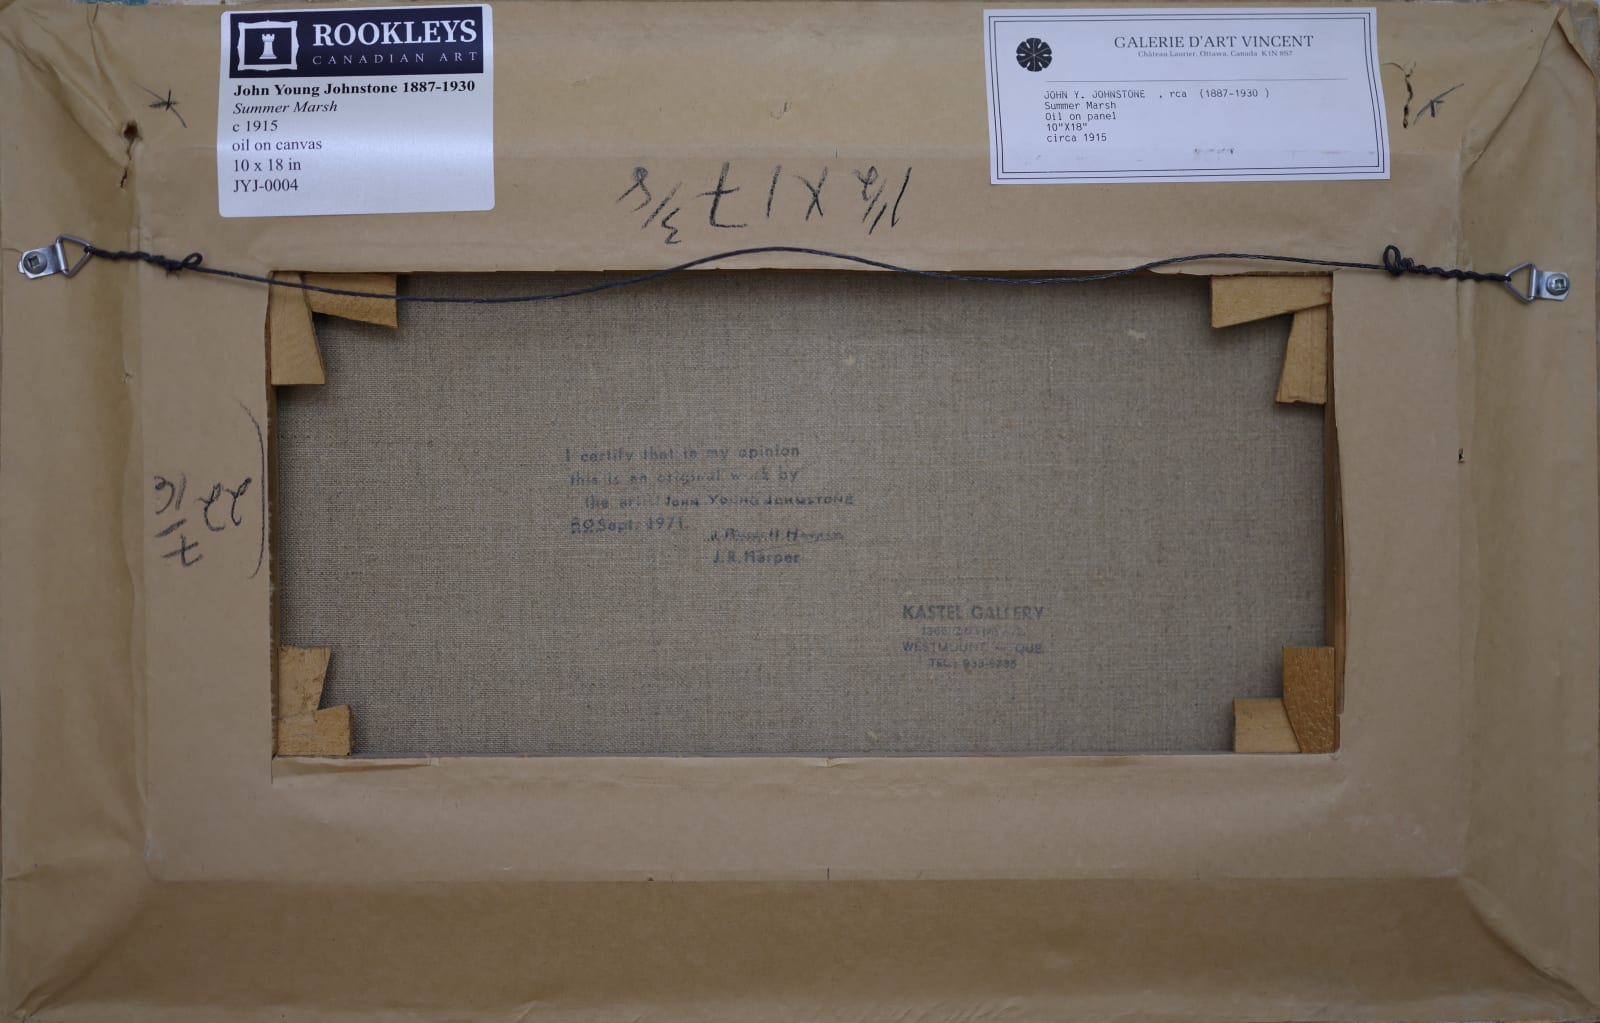 ROOKLEYS
CANADIAN ART
John Young Johnstone 1887-1930
Summer Marsh
c 1915
oil on canvas
10 x 18 in
JYJ-0004
GALERIE D'ART VINCENT
Château Laurier, Ottawa, Canada K1N 8S7
JOHN Y. JOHNSTONE , rca (1887-1930 )
Summer Marsh
Oil on panel
10"X18"
circa 1915
I certify that in my opinion
this is an original work by
the artist JOHN YOUNG JOHNSTONE
Sept. 1971.
J. Russell Harper
J.R. Harper
KASTEL GALLERY
WESTMOUNT QUE.
TEL: